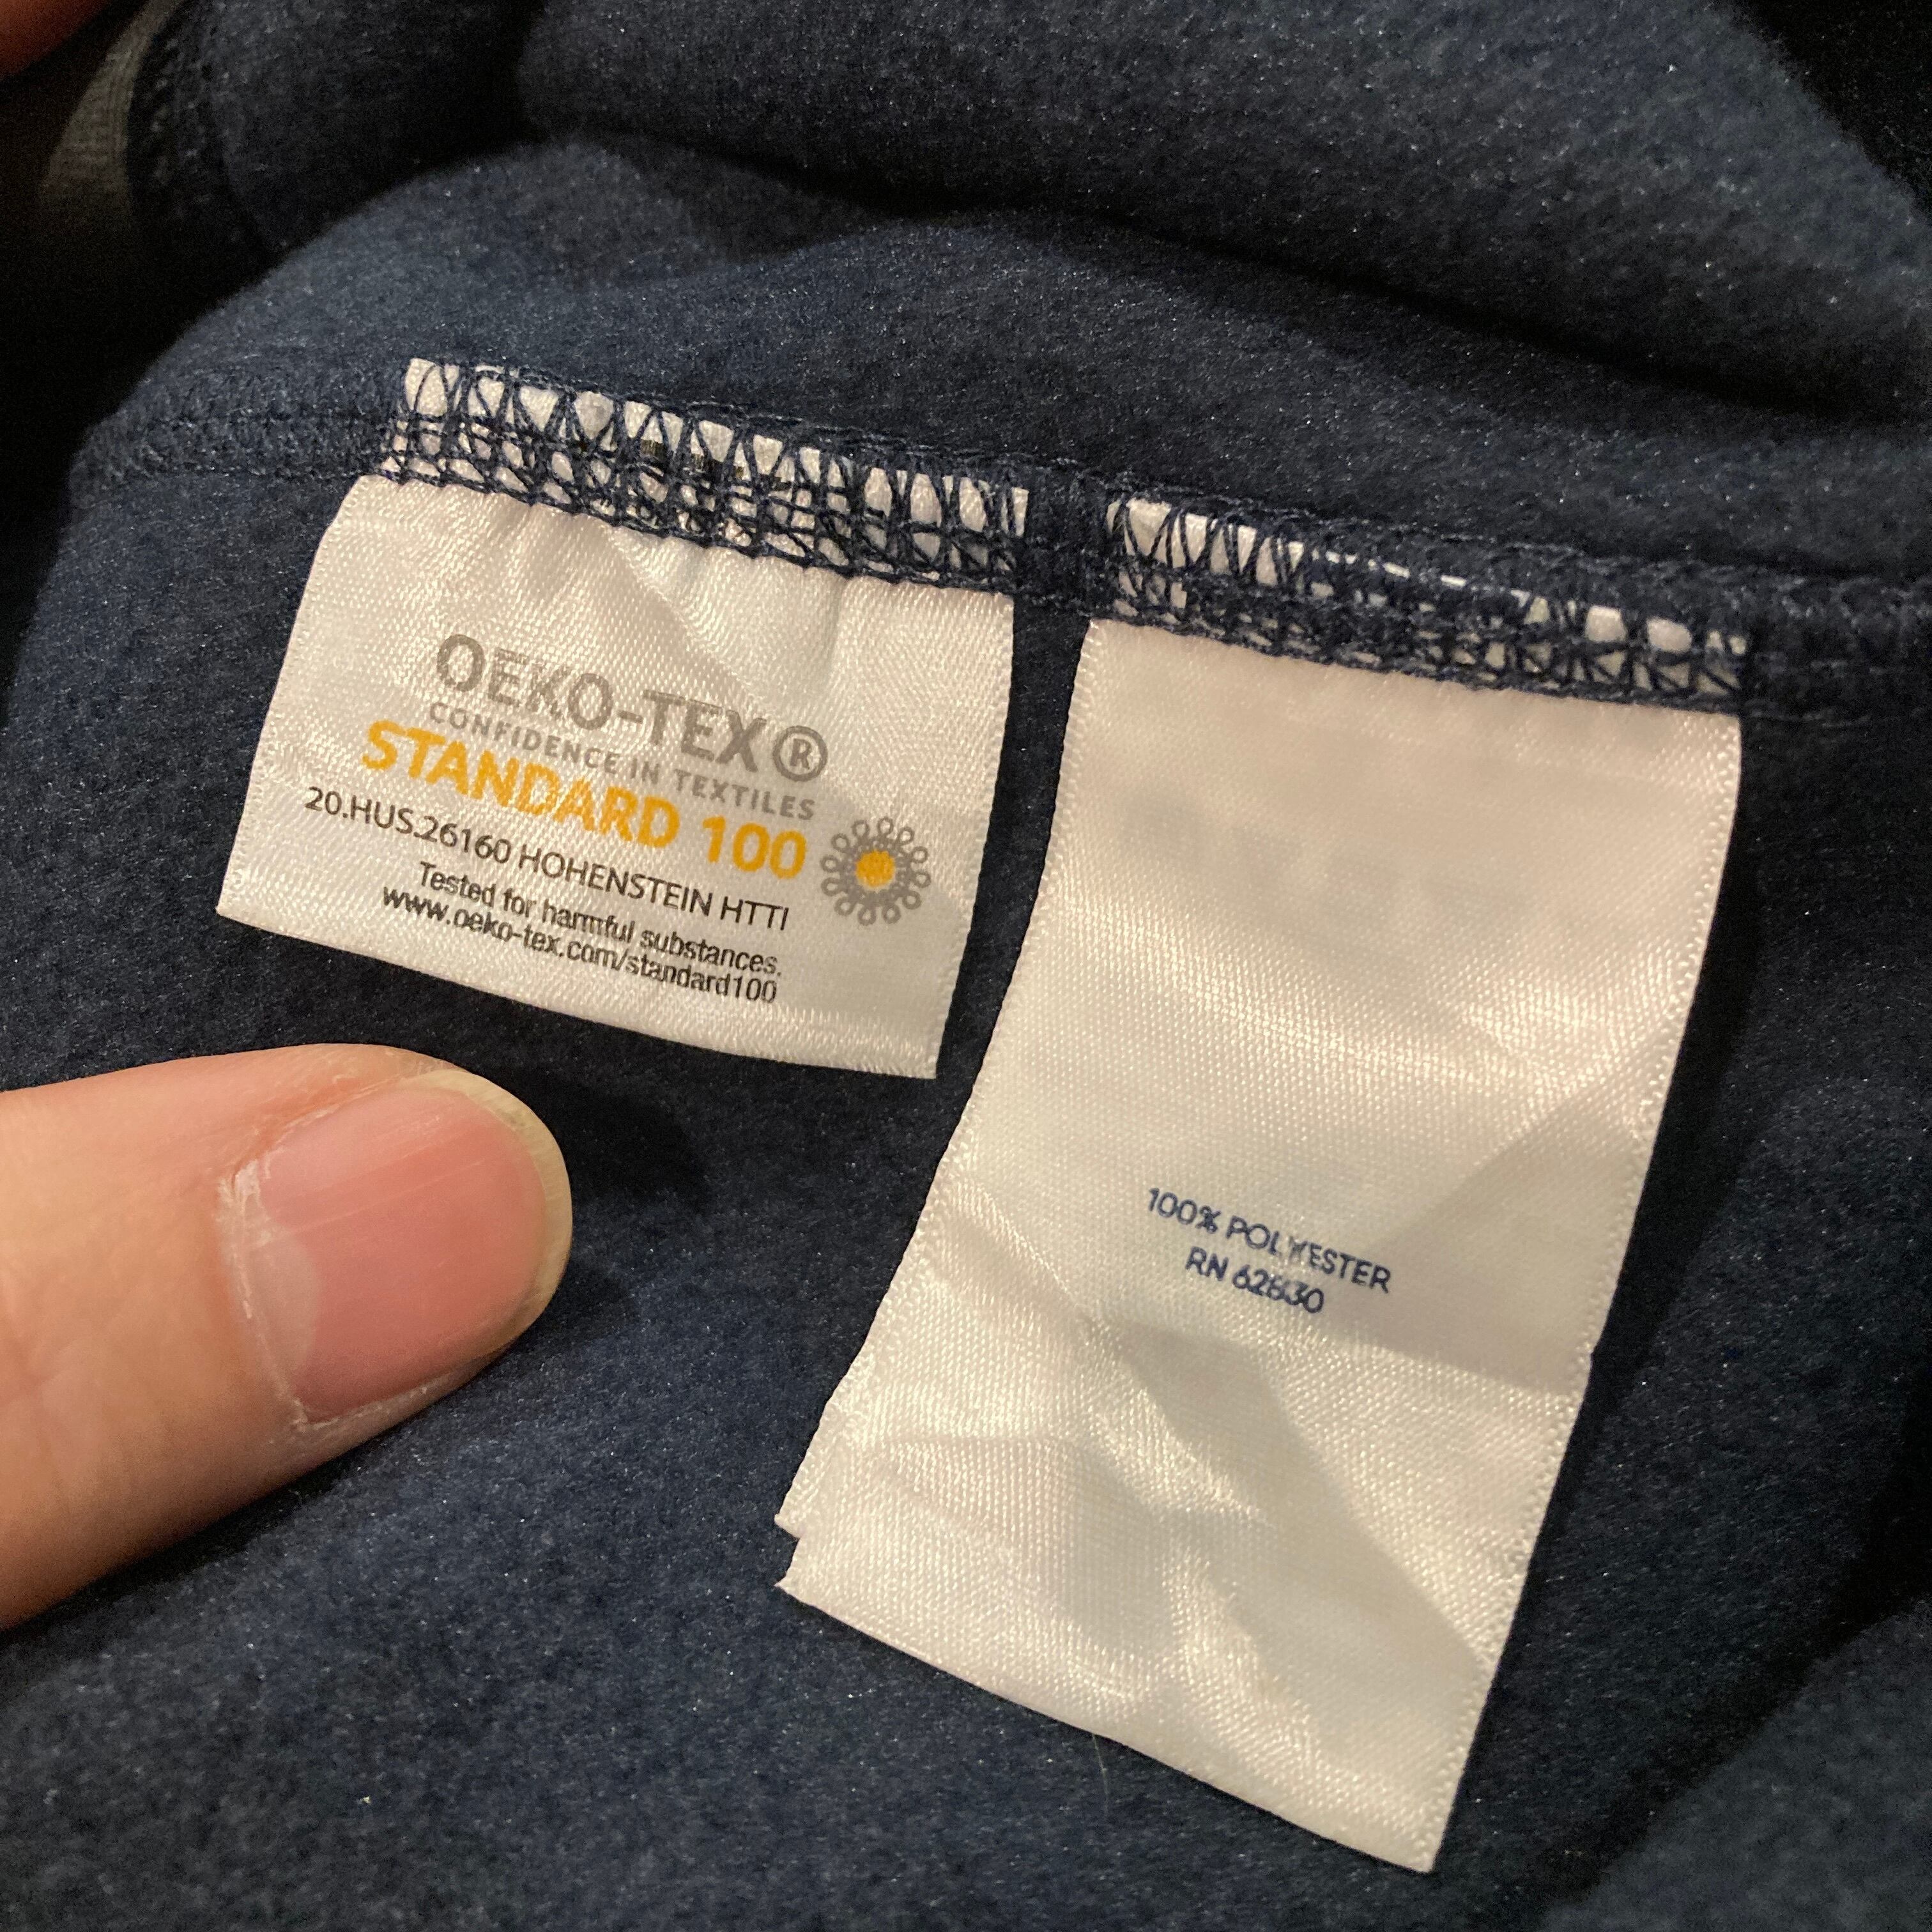 OEKO-TEX®
CONFIDENCE IN TEXTILES
STANDARD 100
20.HUS.26160 HOHENSTEIN HTTI
Tested for harmful substances.
www.oeko-tex.com/standard100
100% POLYESTER
RN 62830